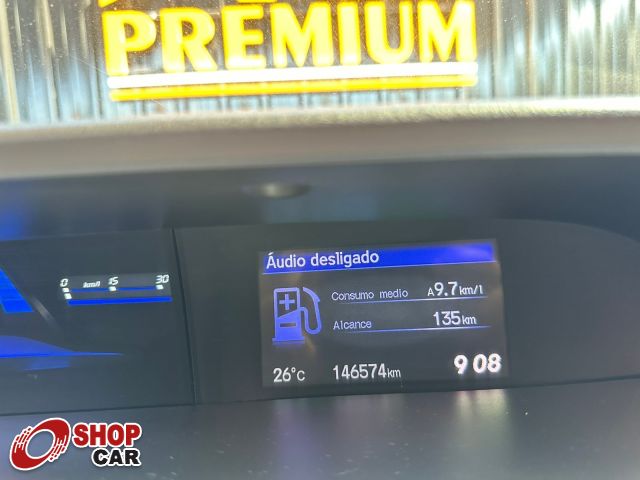 PREMIUM
Áudio desligado
0 km/l 15 30
Consumo medio A9.7km/l
Alcance 135km
26°C 146574km 9 08
SHOP
CAR